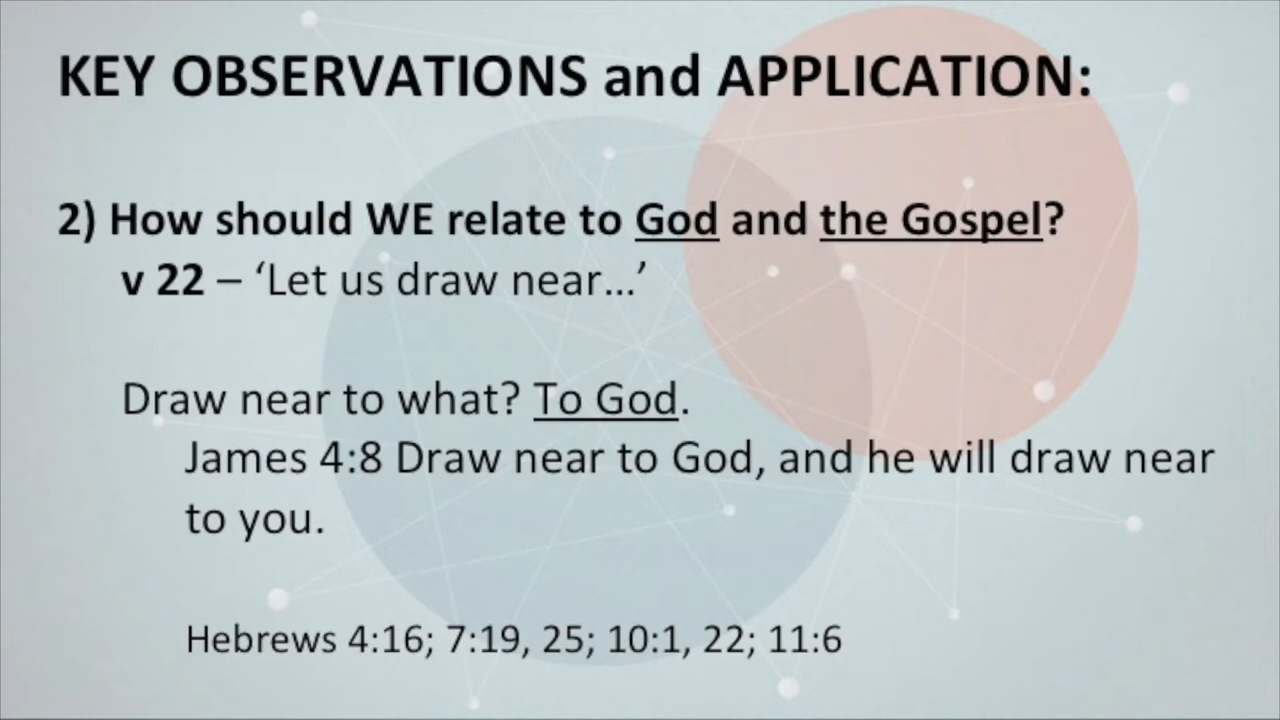 KEY OBSERVATIONS and APPLICATION:
2) How should WE relate to God and the Gospel?
v 22 – ‘Let us draw near…’
Draw near to what? To God.
James 4:8 Draw near to God, and he will draw near
to you.
Hebrews 4:16; 7:19, 25; 10:1, 22; 11:6